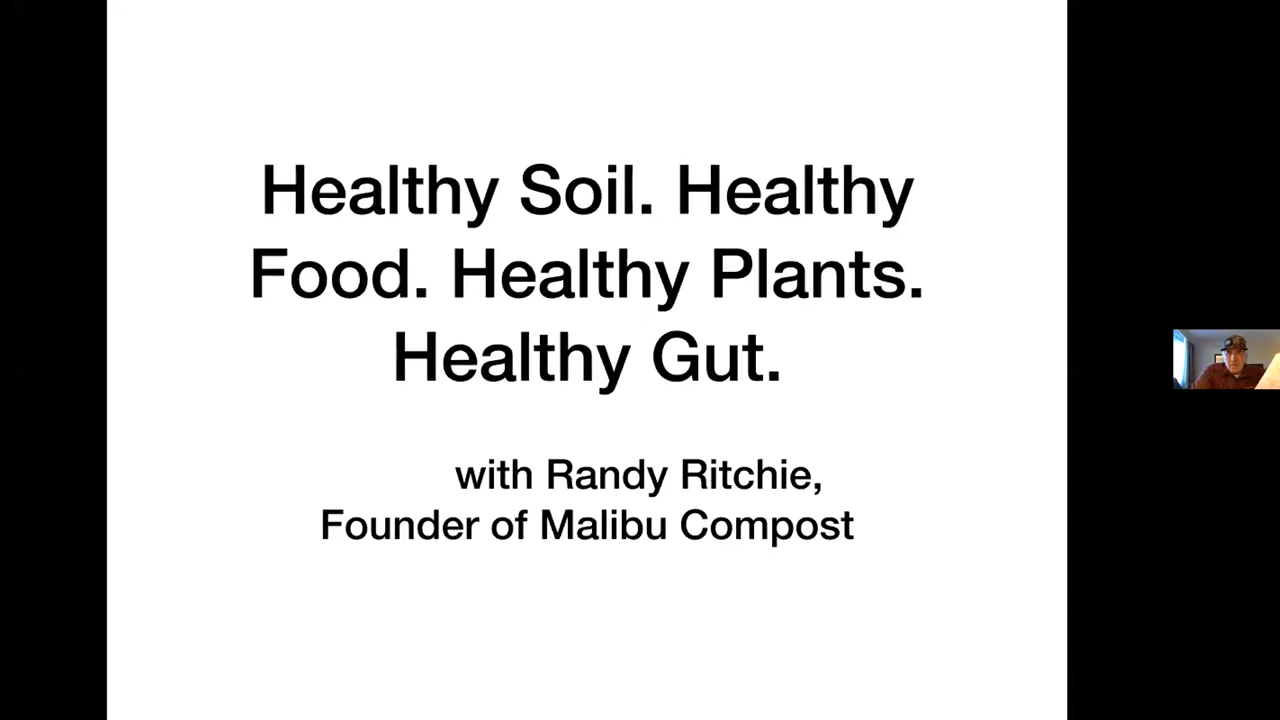 Healthy Soil. Healthy
Food. Healthy Plants.
Healthy Gut.
with Randy Ritchie,
Founder of Malibu Compost